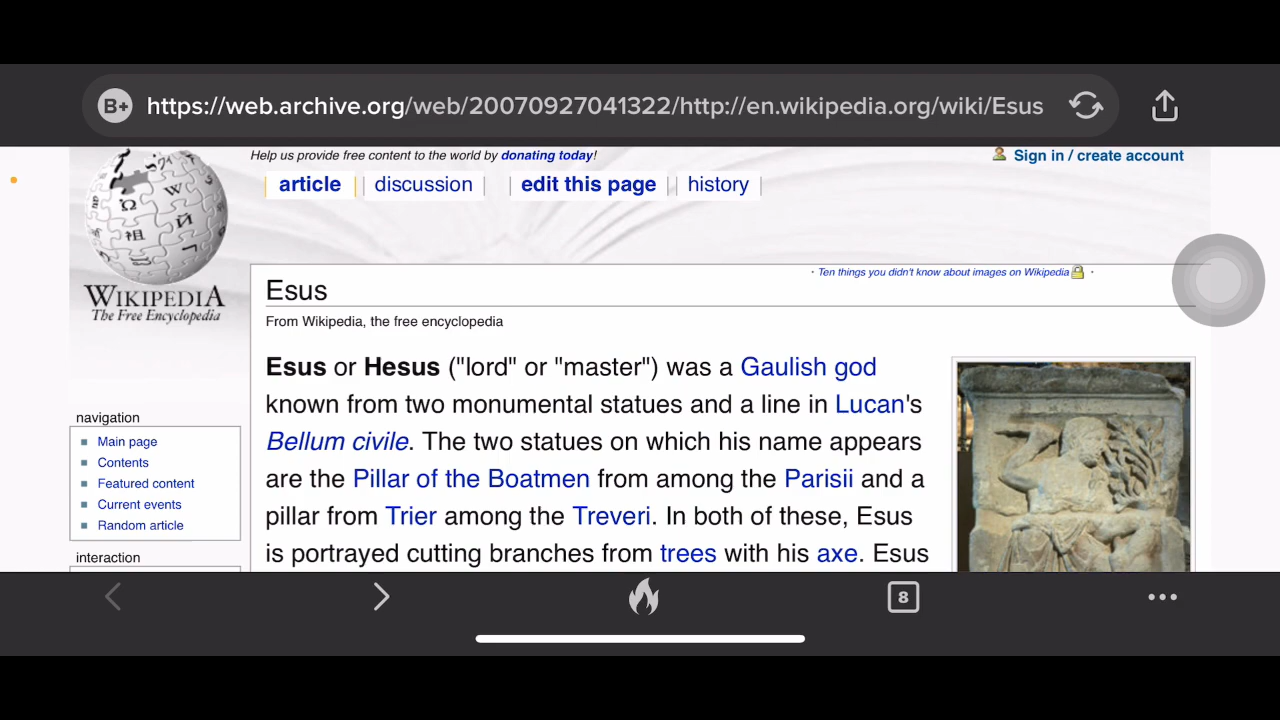 B+ https://web.archive.org/web/20070927041322/http://en.wikipedia.org/wiki/Esus
Help us provide free content to the world by donating today!
Sign in / create account
article discussion edit this page history
Ten things you didn't know about images on Wikipedia
WIKIPEDIA
The Free Encyclopedia
Esus
From Wikipedia, the free encyclopedia
Esus or Hesus ("lord" or "master") was a Gaulish god
known from two monumental statues and a line in Lucan's
Bellum civile. The two statues on which his name appears
are the Pillar of the Boatmen from among the Parisii and a
pillar from Trier among the Treveri. In both of these, Esus
is portrayed cutting branches from trees with his axe. Esus
navigation
Main page
Contents
Featured content
Current events
Random article
interaction
8